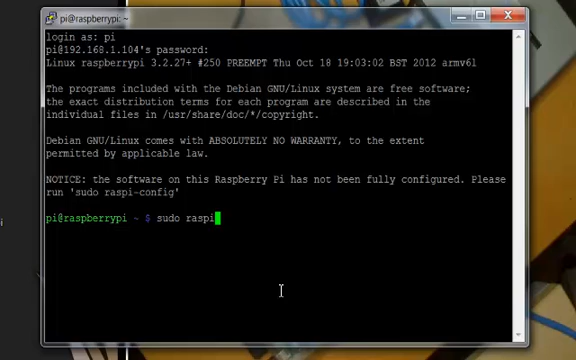 pi@raspberrypi: ~
login as: pi
pi@192.168.1.104's password:
Linux raspberrypi 3.2.27+ #250 PREEMPT Thu Oct 18 19:03:02 BST 2012 armv6l
The programs included with the Debian GNU/Linux system are free software;
the exact distribution terms for each program are described in the
individual files in /usr/share/doc/*/copyright.
Debian GNU/Linux comes with ABSOLUTELY NO WARRANTY, to the extent
permitted by applicable law.
NOTICE: the software on this Raspberry Pi has not been fully configured. Please
run 'sudo raspi-config'
pi@raspberrypi ~ $ sudo raspi